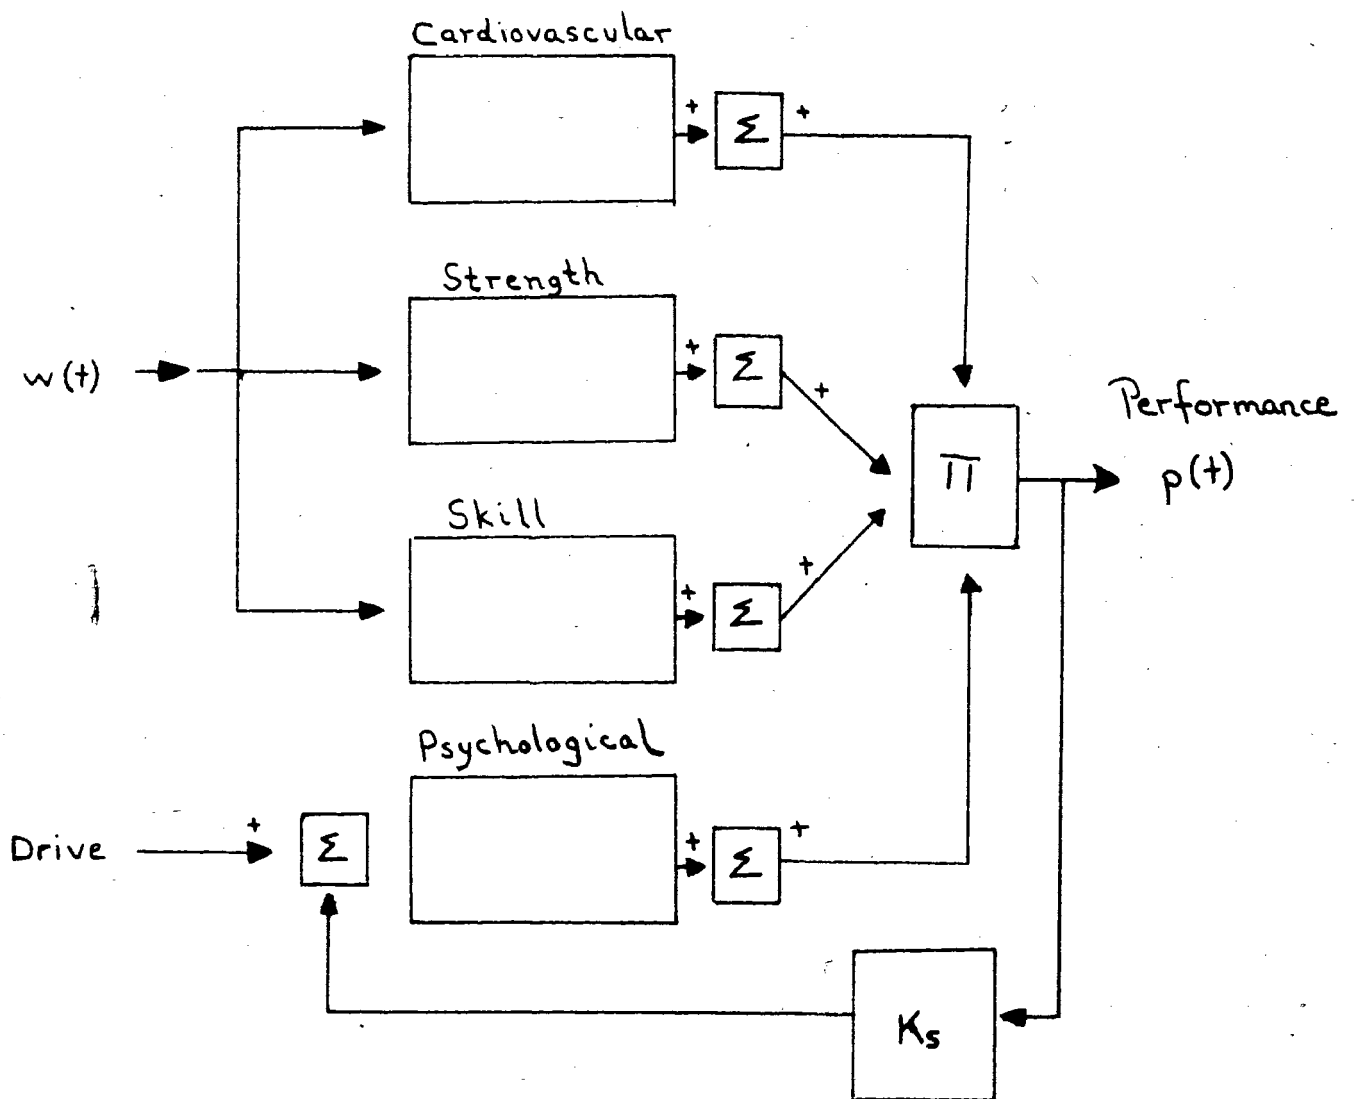 Cardiovascular
+
Σ
+
Strength
+
Σ
+
w(t)
Performance
Π
p(t)
Skill
+
Σ
+
Psychological
Drive
+
Σ
+
Σ
+
Ks